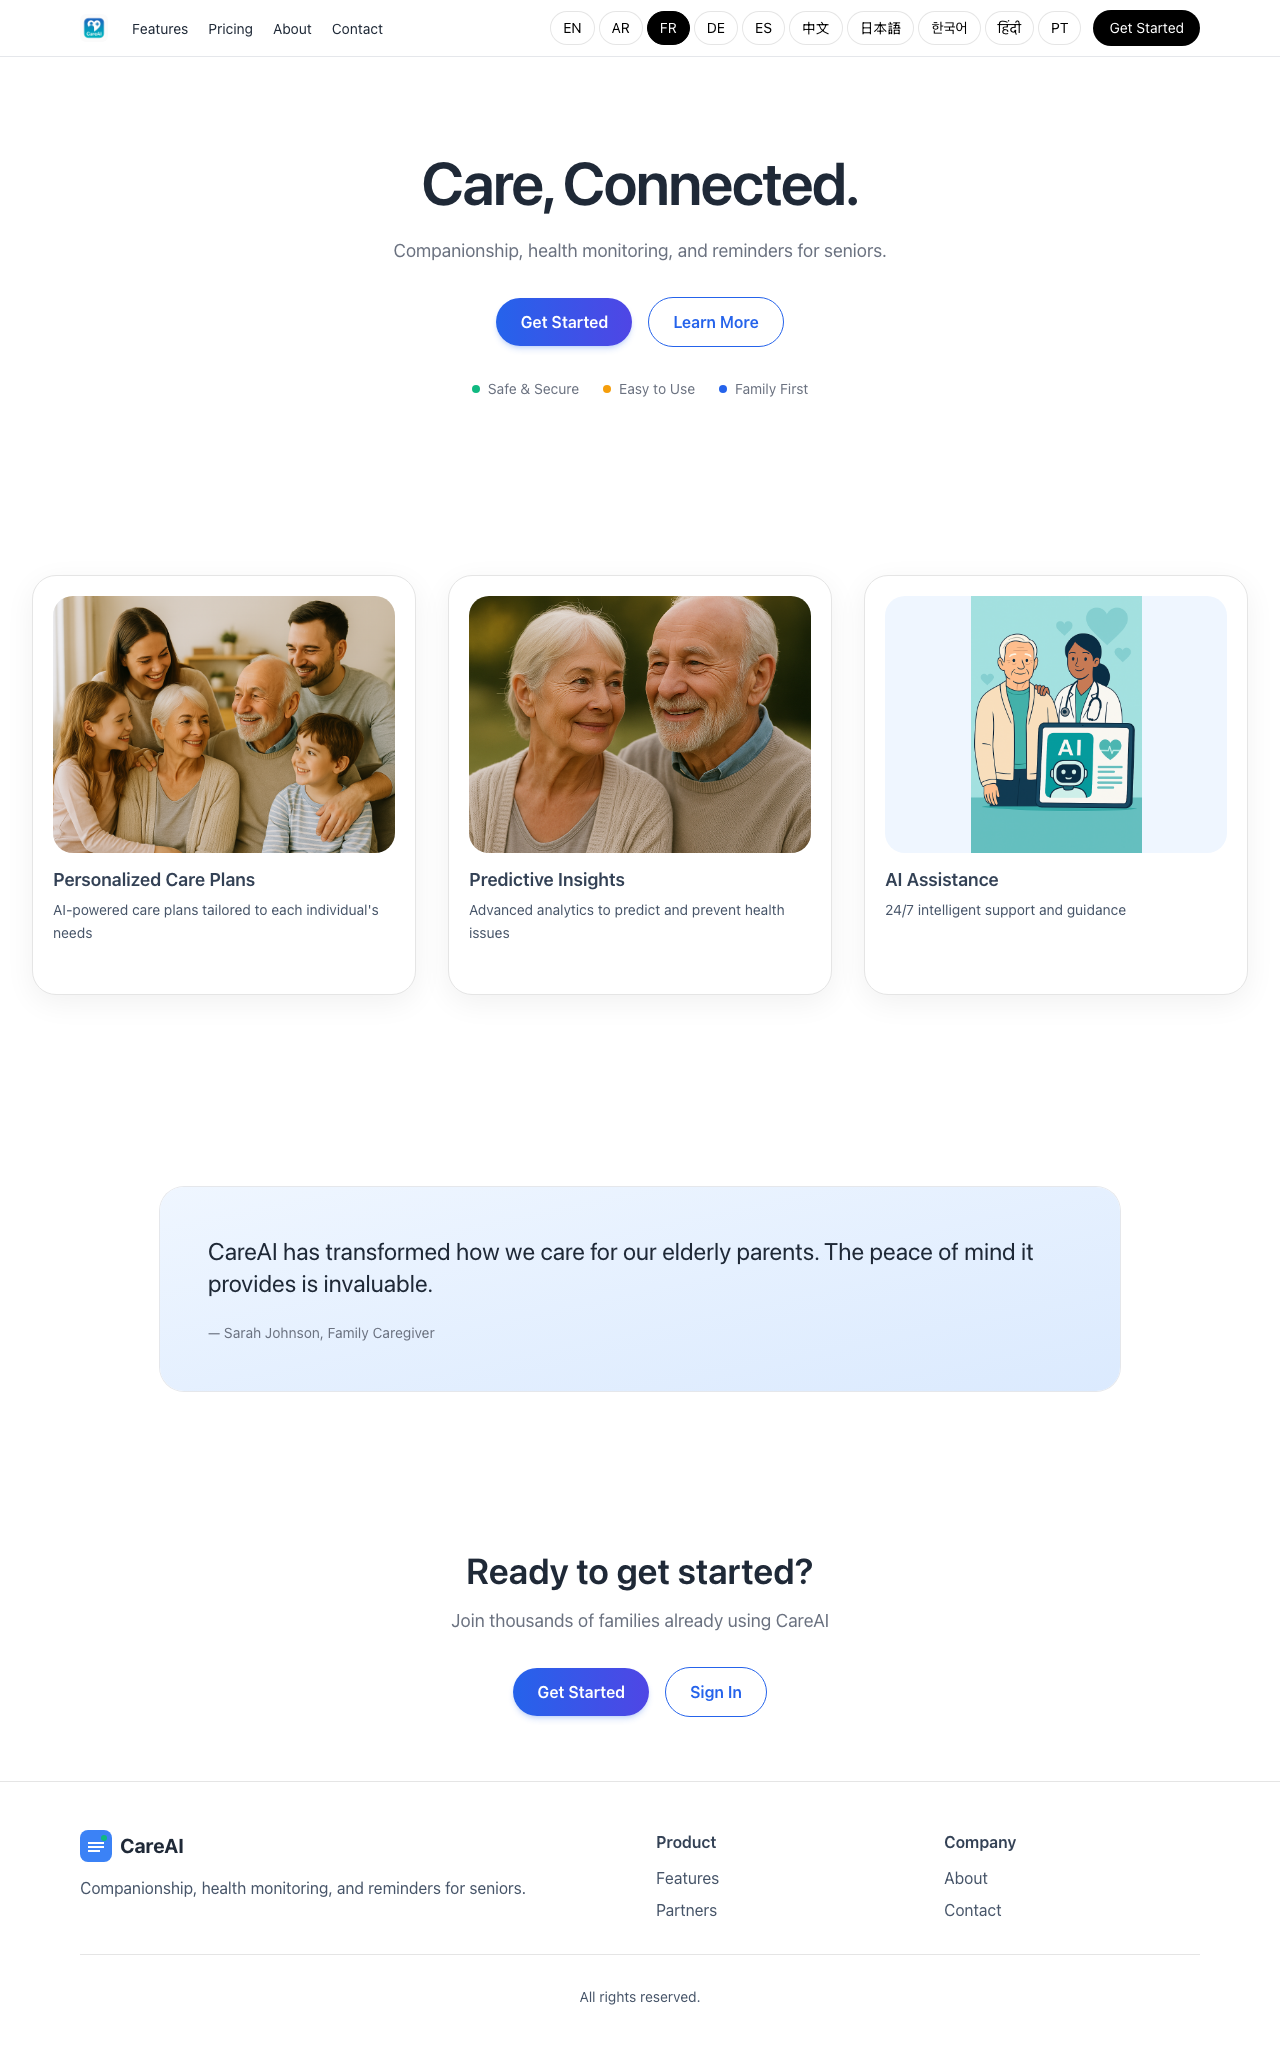 CareAI
Features
Pricing
About
Contact
EN
AR
FR
DE
ES
中文
日本語
한국어
हिंदी
PT
Get Started
Care, Connected.
Companionship, health monitoring, and reminders for seniors.
Get Started
Learn More
Safe & Secure
Easy to Use
Family First
AI
Personalized Care Plans
AI-powered care plans tailored to each individual's
needs
Predictive Insights
Advanced analytics to predict and prevent health
issues
AI Assistance
24/7 intelligent support and guidance
CareAI has transformed how we care for our elderly parents. The peace of mind it
provides is invaluable.
— Sarah Johnson, Family Caregiver
Ready to get started?
Join thousands of families already using CareAI
Get Started
Sign In
CareAI
Companionship, health monitoring, and reminders for seniors.
Product
Features
Partners
Company
About
Contact
All rights reserved.